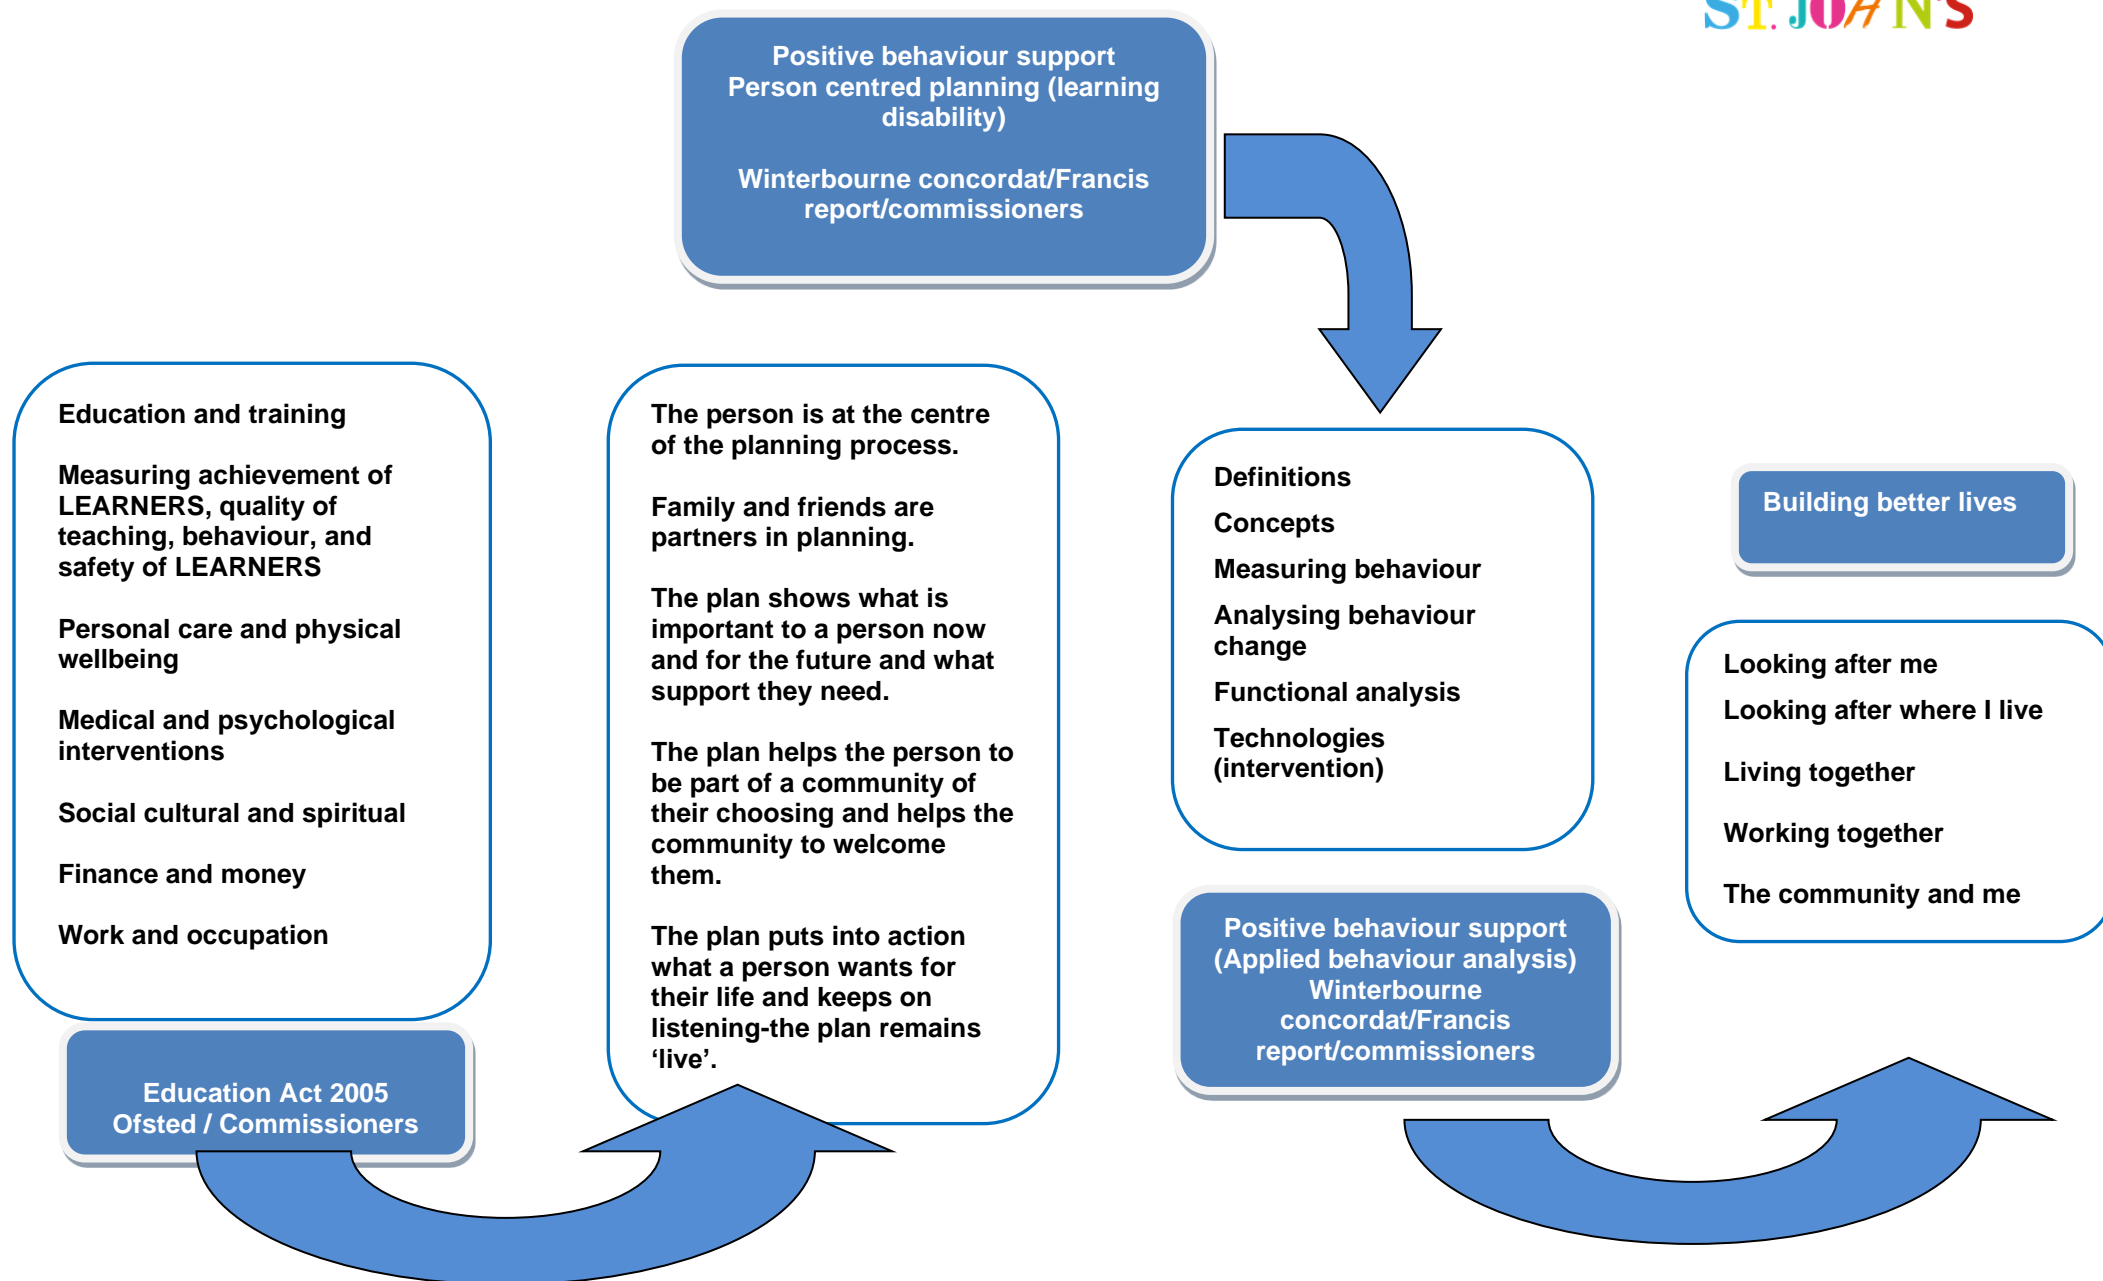 ST. JOHN'S
Positive behaviour support
Person centred planning (learning
disability)
Winterbourne concordat/Francis
report/commissioners
Education and training
Measuring achievement of
LEARNERS, quality of
teaching, behaviour, and
safety of LEARNERS
Personal care and physical
wellbeing
Medical and psychological
interventions
Social cultural and spiritual
Finance and money
Work and occupation
Education Act 2005
Ofsted / Commissioners
The person is at the centre
of the planning process.
Family and friends are
partners in planning.
The plan shows what is
important to a person now
and for the future and what
support they need.
The plan helps the person to
be part of a community of
their choosing and helps the
community to welcome
them.
The plan puts into action
what a person wants for
their life and keeps on
listening-the plan remains
‘live’.
Definitions
Concepts
Measuring behaviour
Analysing behaviour
change
Functional analysis
Technologies
(intervention)
Positive behaviour support
(Applied behaviour analysis)
Winterbourne
concordat/Francis
report/commissioners
Building better lives
Looking after me
Looking after where I live
Living together
Working together
The community and me